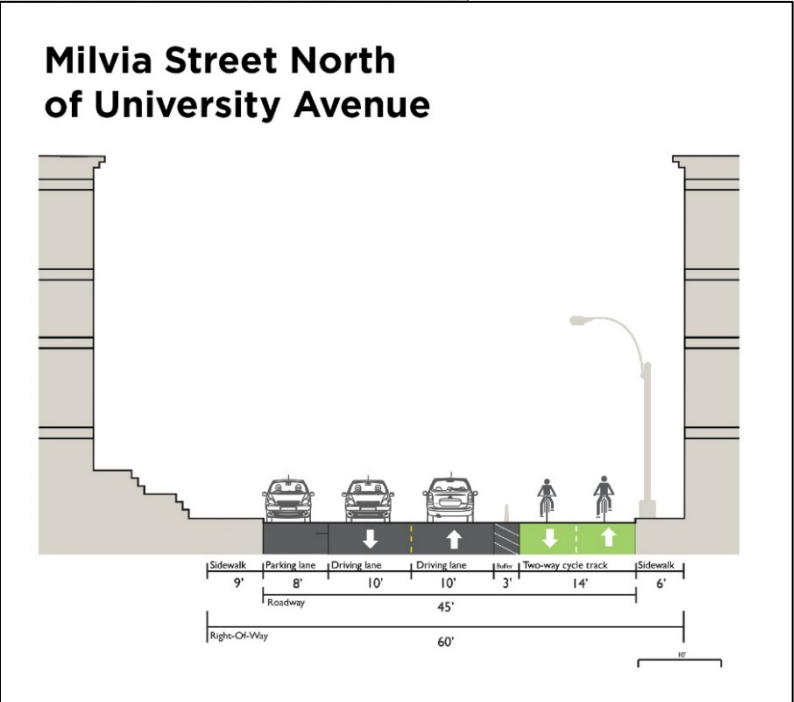 Milvia Street North
of University Avenue
Sidewalk Parking lane Driving lane Driving lane Buffer Two-way cycle track Sidewalk
9' 8' 10' 10' 3' 14' 6'
Roadway
45'
Right-Of-Way
60'
10'